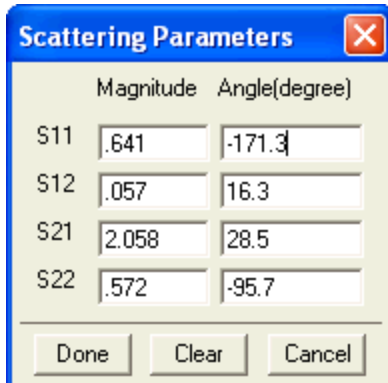 Scattering Parameters
Magnitude Angle(degree)
S11 .641 -171.3
S12 .057 16.3
S21 2.058 28.5
S22 .572 -95.7
Done Clear Cancel